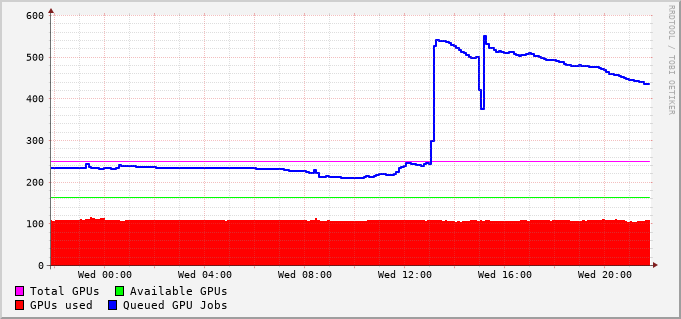 600
500
400
300
200
100
0
Wed 00:00 Wed 04:00 Wed 08:00 Wed 12:00 Wed 16:00 Wed 20:00
Total GPUs Available GPUs
GPUs used Queued GPU Jobs
RRDTOOL / TOBI OETIKER